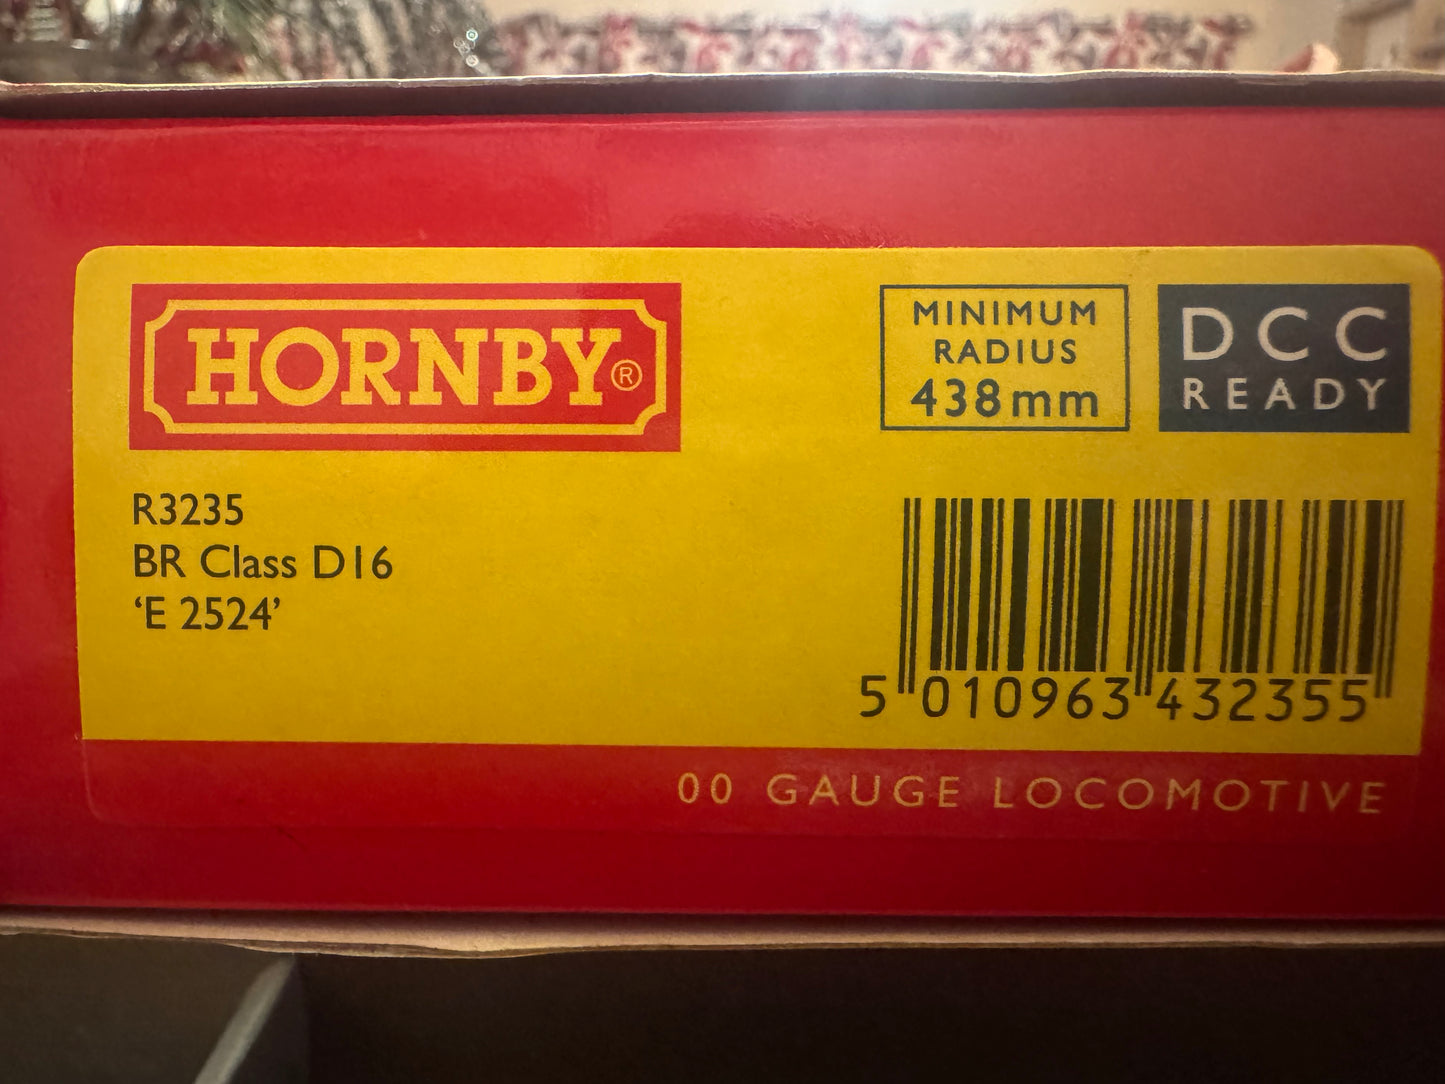 HORNBY®
MINIMUM
RADIUS
438mm
DCC
READY
R3235
BR Class D16
‘E 2524’
5 010963 432355
00 GAUGE LOCOMOTIVE